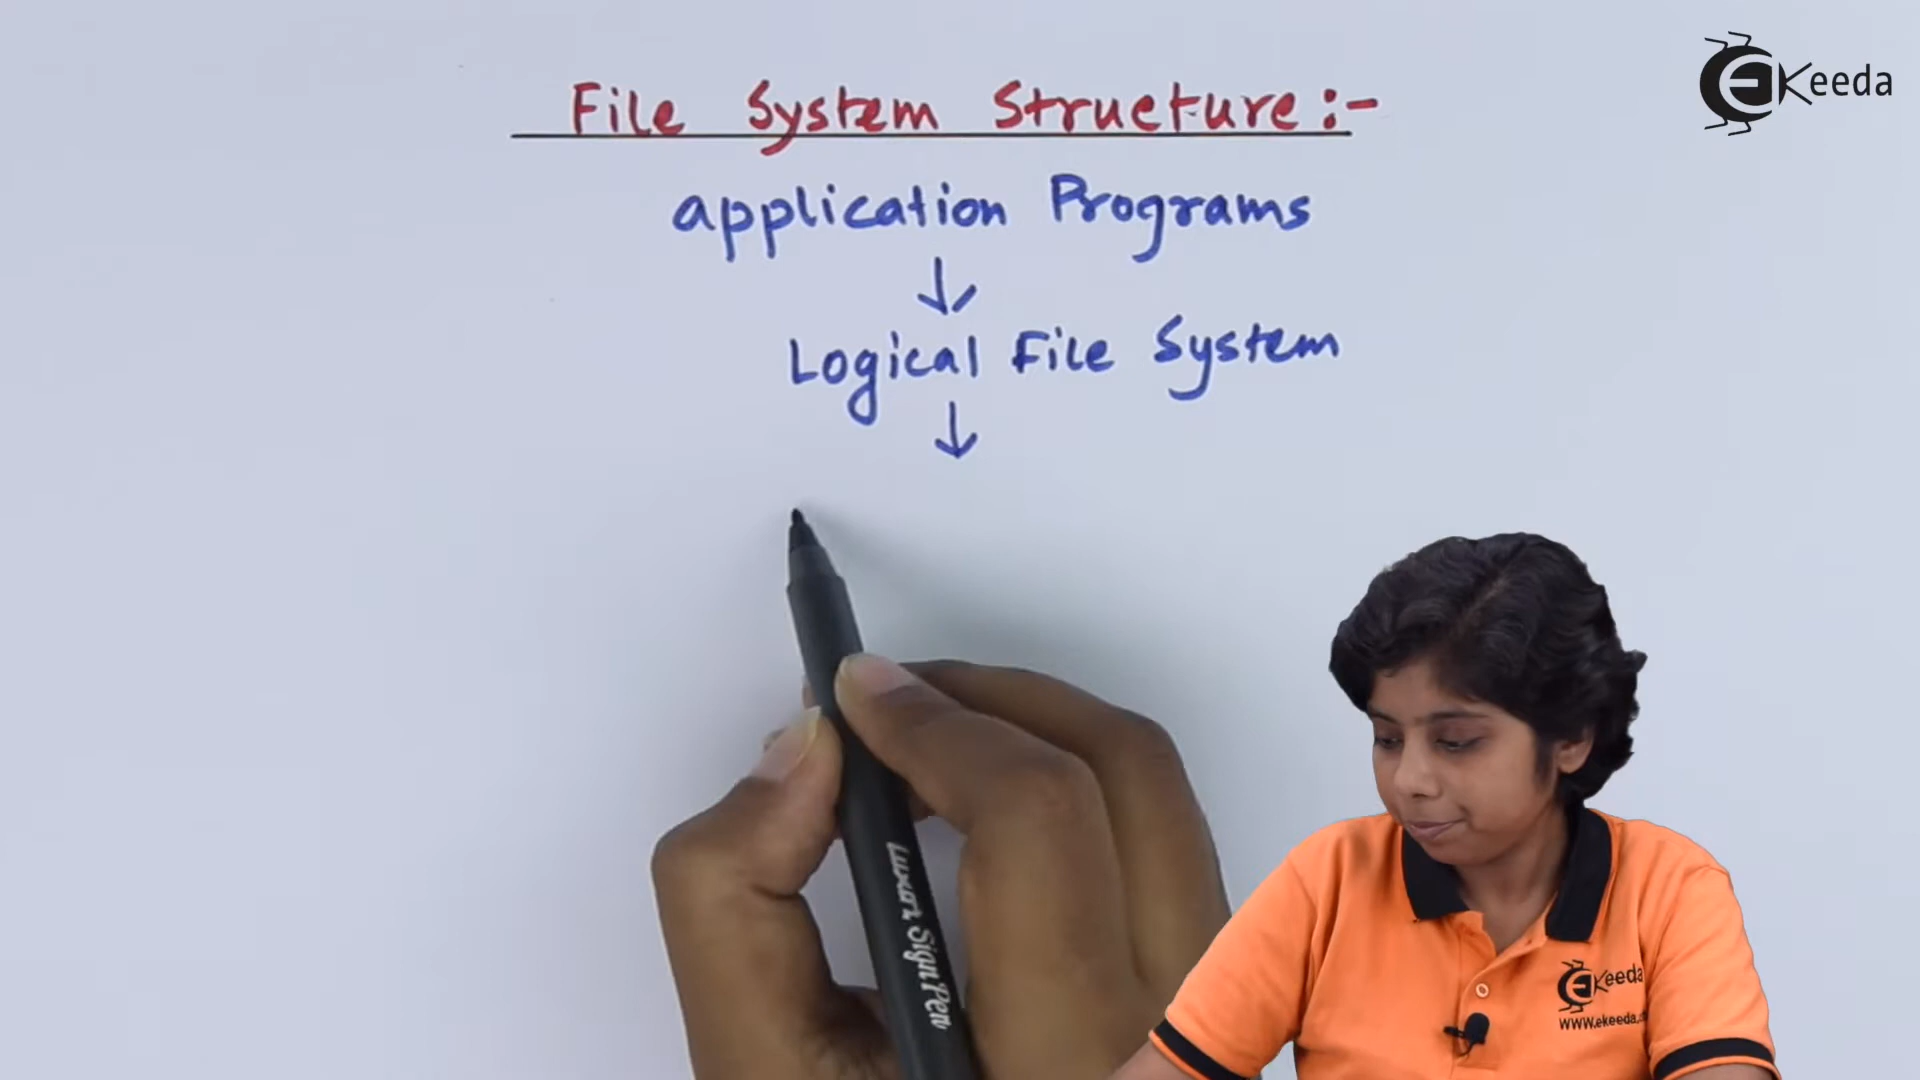 File System Structure:-
application Programs
↓
Logical File System
↓
EKeeda
Luxor Sign Pen
EKeeda
www.ekeeda.